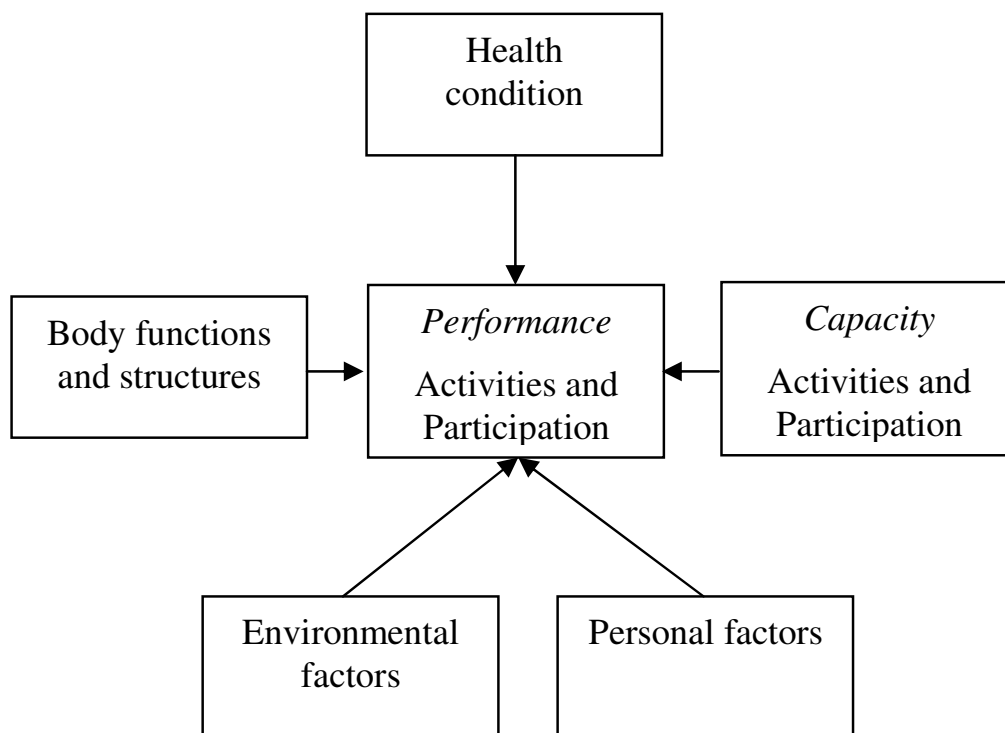 Health
condition
Body functions
and structures
Performance
Activities and
Participation
Capacity
Activities and
Participation
Environmental
factors
Personal factors